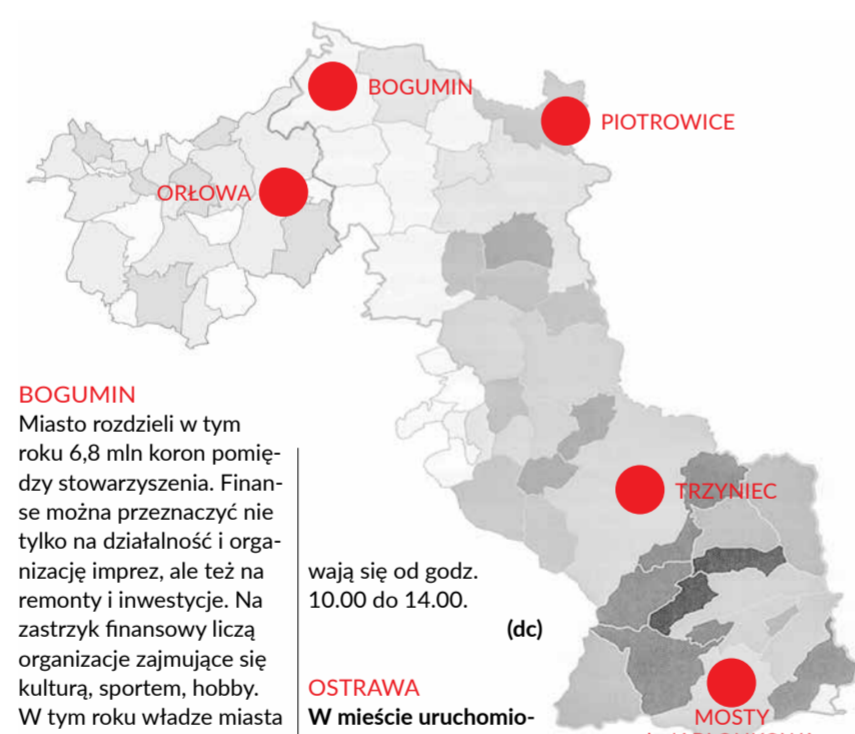 BOGUMIN
PIOTROWICE
ORŁOWA
TRZYNIEC
MOSTY
BOGUMIN
Miasto rozdzieli w tym
roku 6,8 mln koron pomię-
dzy stowarzyszenia. Finan-
se można przeznaczyć nie
tylko na działalność i orga-
nizację imprez, ale też na
remonty i inwestycje. Na
zastrzyk finansowy liczą
organizacje zajmujące się
kulturą, sportem, hobby.
W tym roku władze miasta
wają się od godz.
10.00 do 14.00.
(dc)
OSTRAWA
W mieście uruchomio-